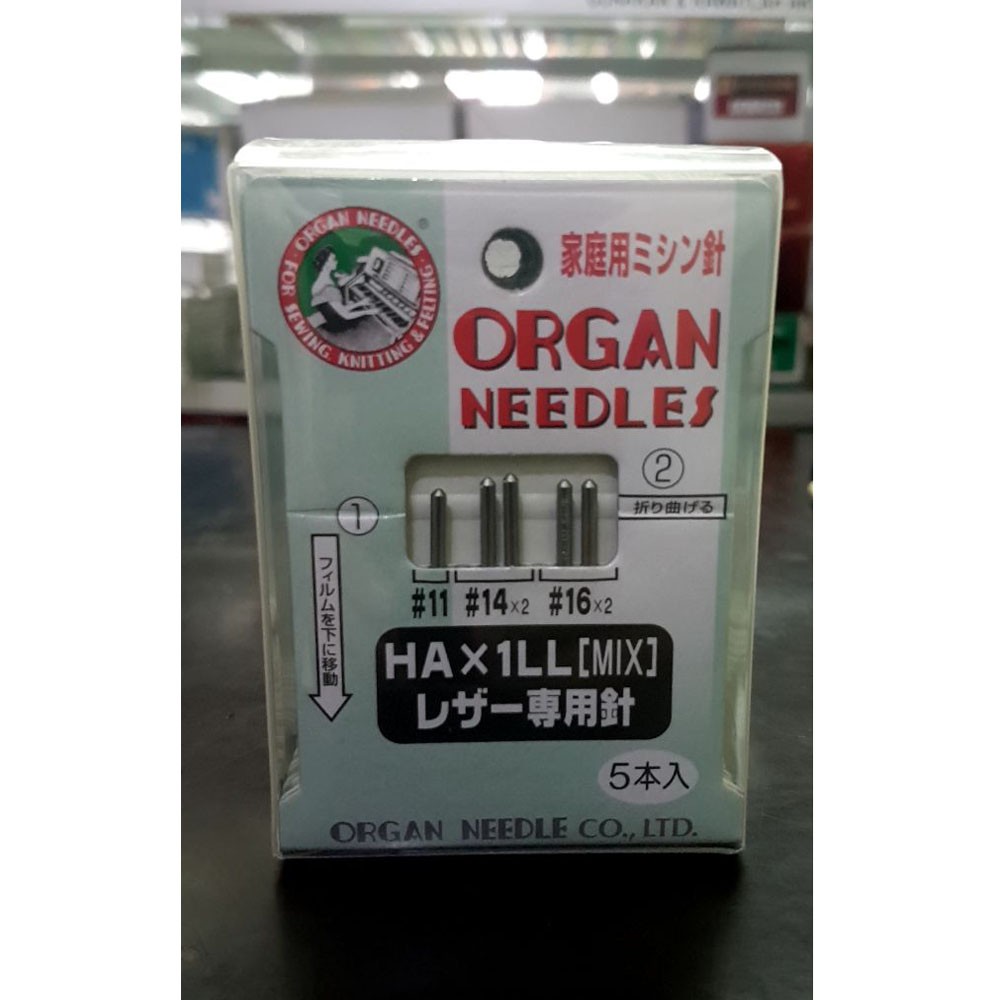 ORGAN NEEDLES
FOR SEWING KNITTING & FELTING
®
家庭用ミシン針
ORGAN
NEEDLES
②
折り曲げる
①
フィルムを下に移動
#11 #14×2 #16×2
HA×1LL[MIX]
レザー専用針
5本入
ORGAN NEEDLE CO., LTD.